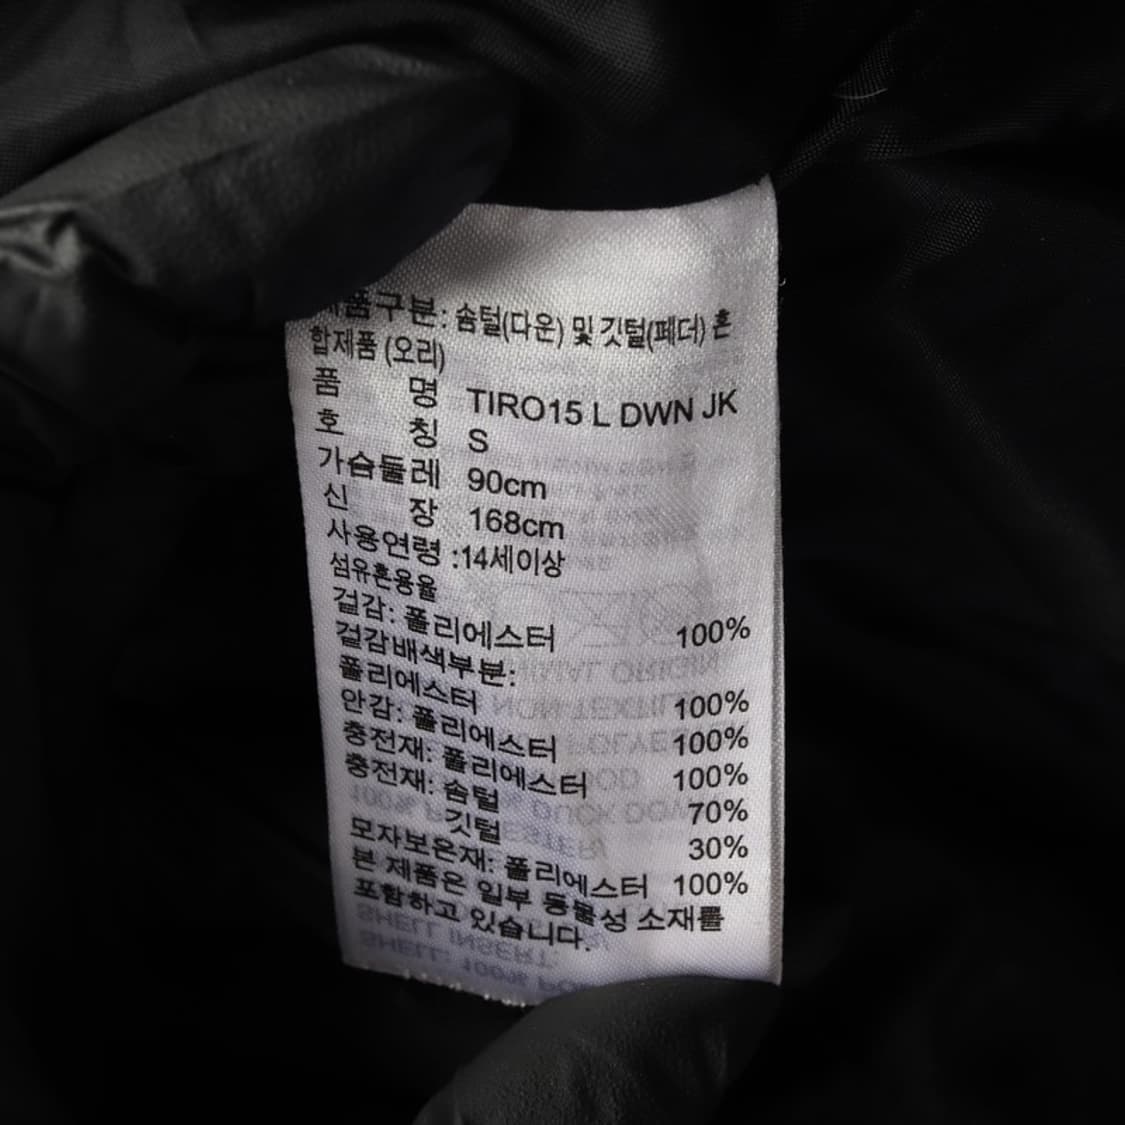 제품구분: 솜털(다운) 및 깃털(페더) 혼
합제품 (오리)
품 명 TIRO15 L DWN JK
호 칭 S
가슴둘레 90cm
신 장 168cm
사용연령 :14세이상
섬유혼용율
겉감: 폴리에스터 100%
겉감배색부분:
폴리에스터 100%
안감: 폴리에스터 100%
충전재: 폴리에스터 100%
충전재: 솜털 70%
깃털 30%
모자보온재: 폴리에스터 100%
본 제품은 일부 동물성 소재를
포함하고 있습니다.